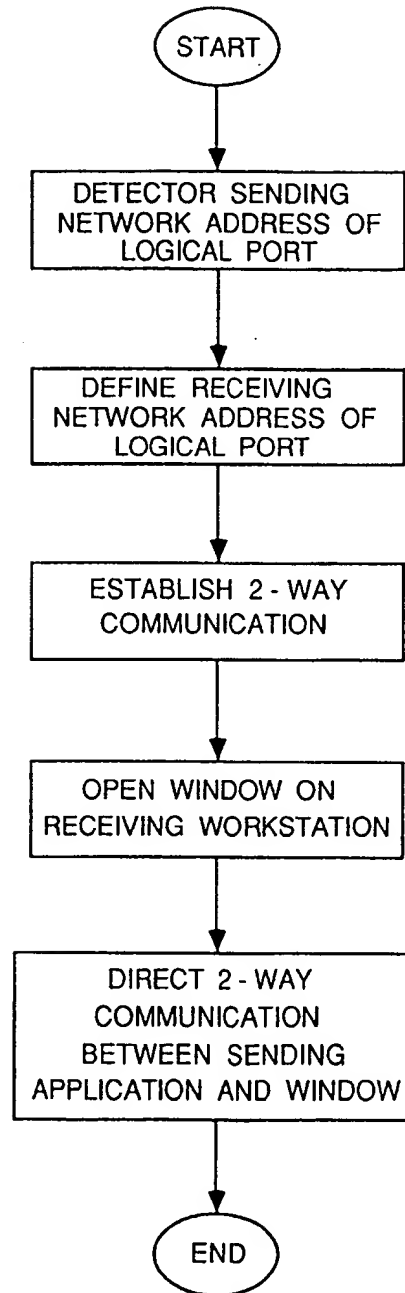 START
DETECTOR SENDING
NETWORK ADDRESS OF
LOGICAL PORT
DEFINE RECEIVING
NETWORK ADDRESS OF
LOGICAL PORT
ESTABLISH 2 - WAY
COMMUNICATION
OPEN WINDOW ON
RECEIVING WORKSTATION
DIRECT 2 - WAY
COMMUNICATION
BETWEEN SENDING
APPLICATION AND WINDOW
END